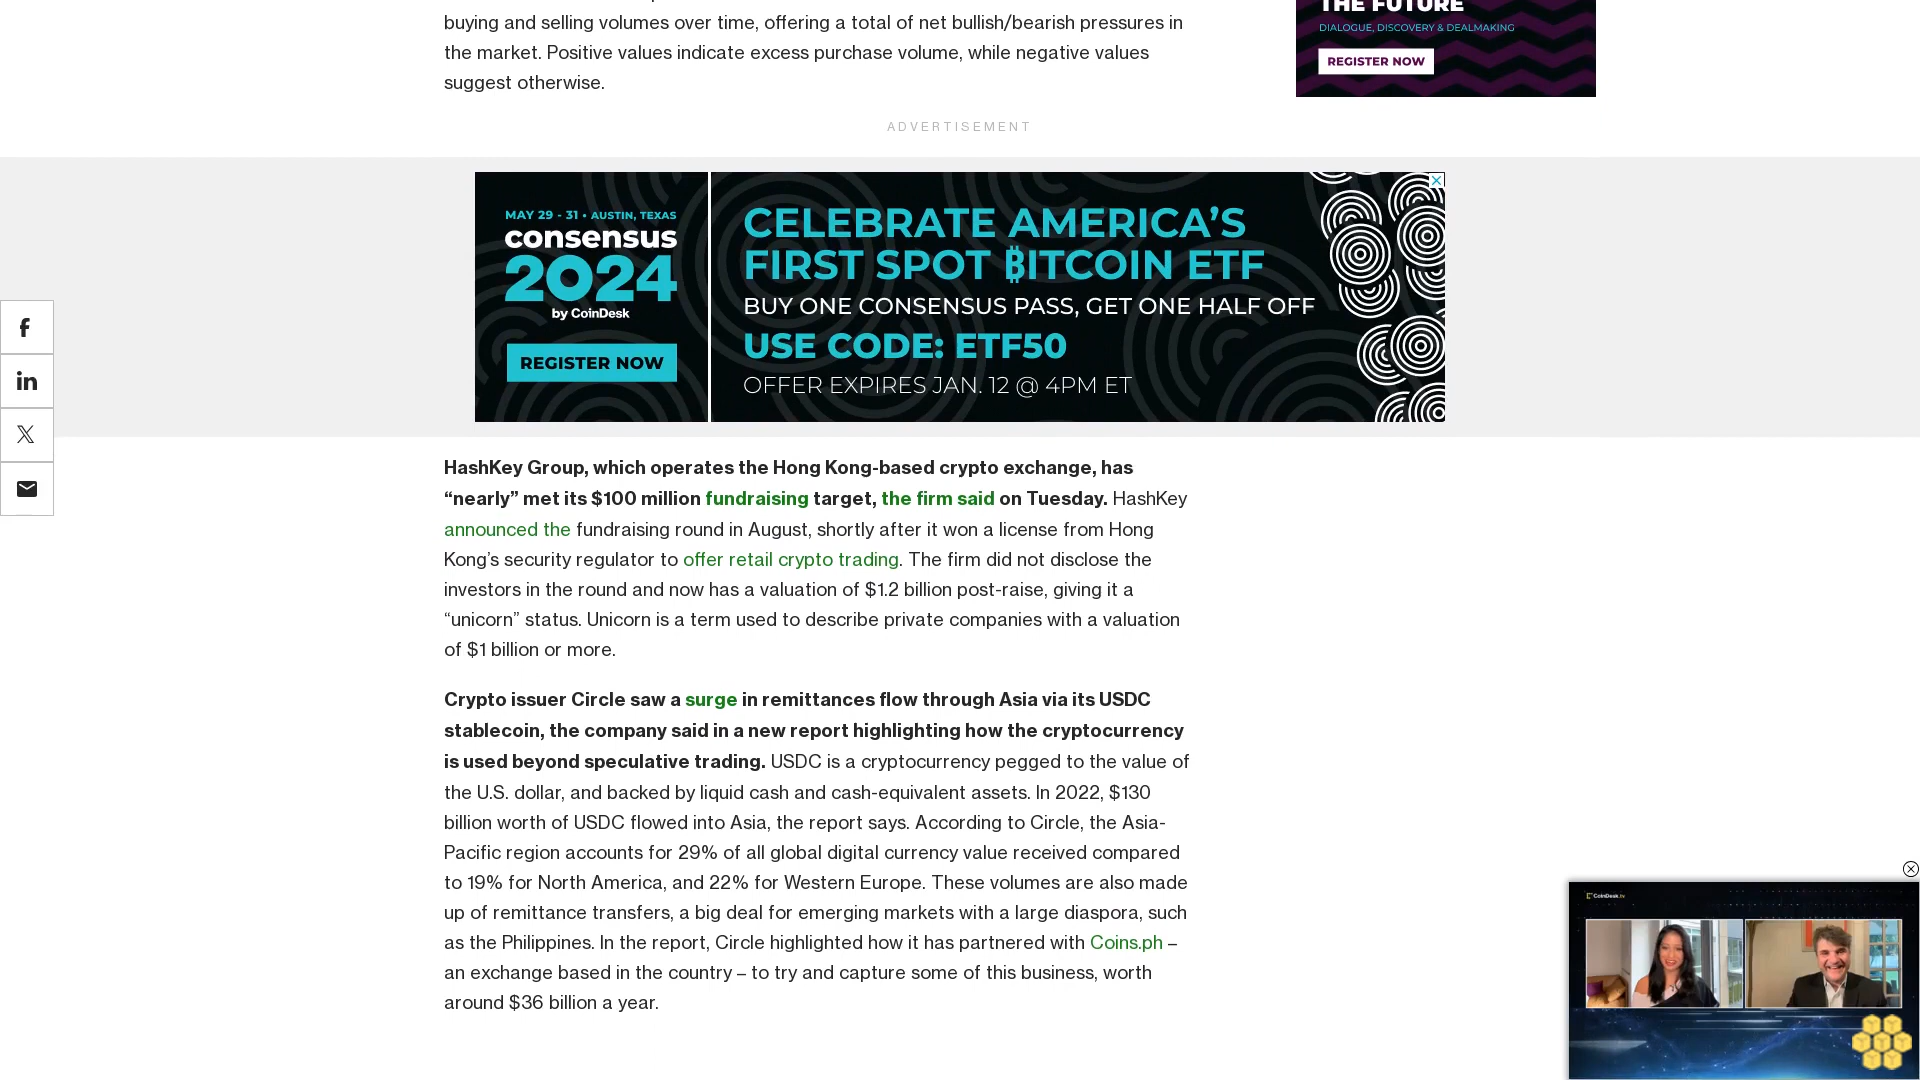 buying and selling volumes over time, offering a total of net bullish/bearish pressures in
the market. Positive values indicate excess purchase volume, while negative values
suggest otherwise.
THE FUTURE
DIALOGUE, DISCOVERY & DEALMAKING
REGISTER NOW
ADVERTISEMENT
MAY 29 - 31 • AUSTIN, TEXAS
consensus
2024
by CoinDesk
REGISTER NOW
CELEBRATE AMERICA'S
FIRST SPOT ₿ITCOIN ETF
BUY ONE CONSENSUS PASS, GET ONE HALF OFF
USE CODE: ETF50
OFFER EXPIRES JAN. 12 @ 4PM ET
HashKey Group, which operates the Hong Kong-based crypto exchange, has
“nearly” met its $100 million fundraising target, the firm said on Tuesday. HashKey
announced the fundraising round in August, shortly after it won a license from Hong
Kong’s security regulator to offer retail crypto trading. The firm did not disclose the
investors in the round and now has a valuation of $1.2 billion post-raise, giving it a
“unicorn” status. Unicorn is a term used to describe private companies with a valuation
of $1 billion or more.
Crypto issuer Circle saw a surge in remittances flow through Asia via its USDC
stablecoin, the company said in a new report highlighting how the cryptocurrency
is used beyond speculative trading. USDC is a cryptocurrency pegged to the value of
the U.S. dollar, and backed by liquid cash and cash-equivalent assets. In 2022, $130
billion worth of USDC flowed into Asia, the report says. According to Circle, the Asia-
Pacific region accounts for 29% of all global digital currency value received compared
to 19% for North America, and 22% for Western Europe. These volumes are also made
up of remittance transfers, a big deal for emerging markets with a large diaspora, such
as the Philippines. In the report, Circle highlighted how it has partnered with Coins.ph –
an exchange based in the country – to try and capture some of this business, worth
around $36 billion a year.
CoinDesk.tv